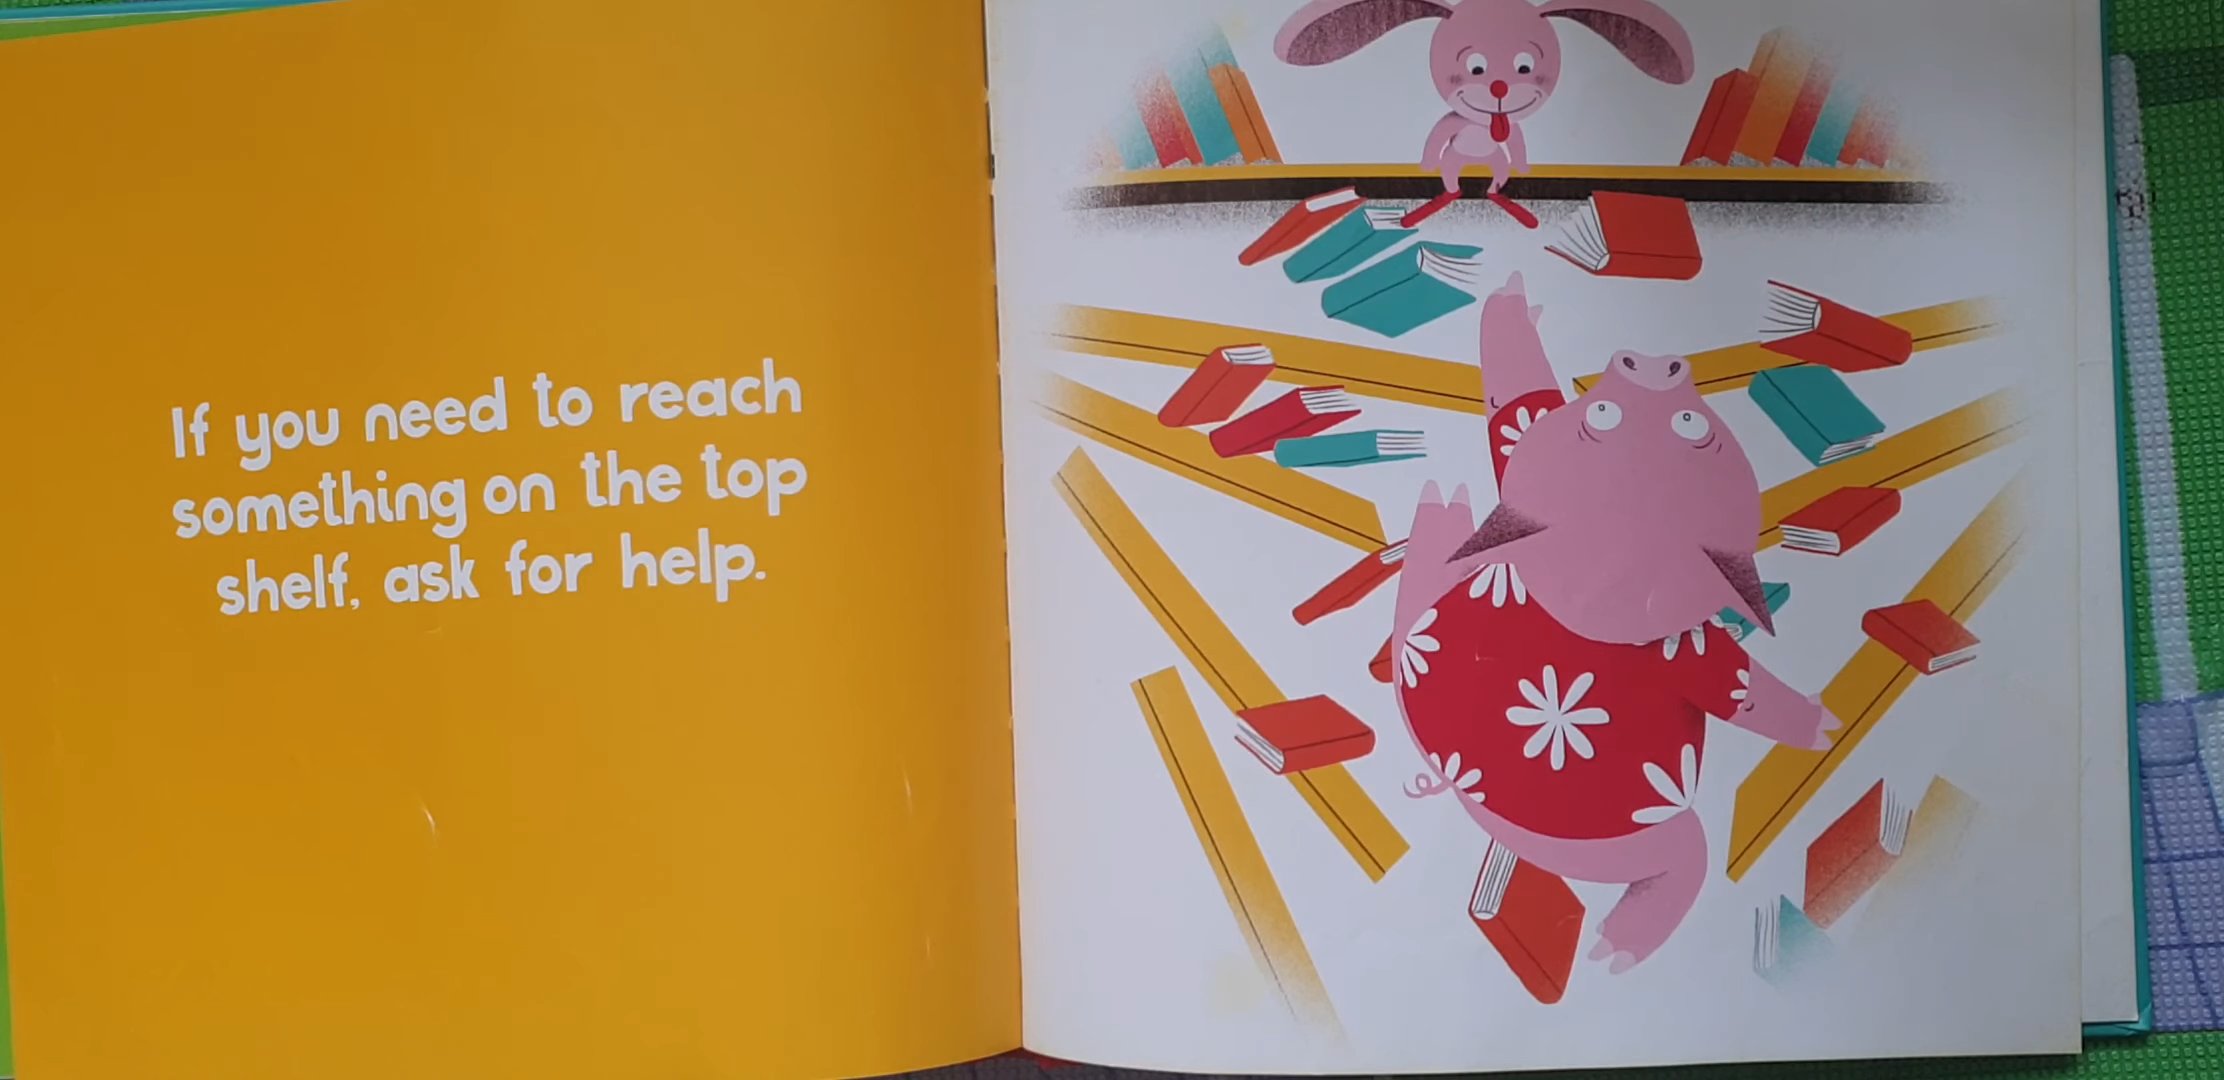 If you need to reach
something on the top
shelf, ask for help.